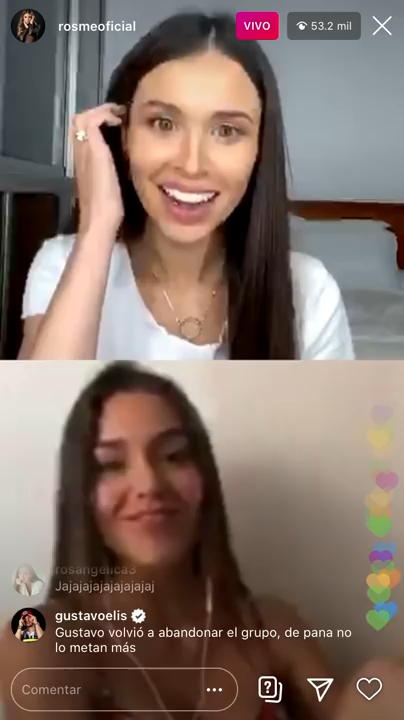 rosmeoficial
VIVO
53.2 mil
rosangelica3
Jajajajajajajajaj
gustavoelis
Gustavo volvió a abandonar el grupo, de pana no
lo metan más
Comentar